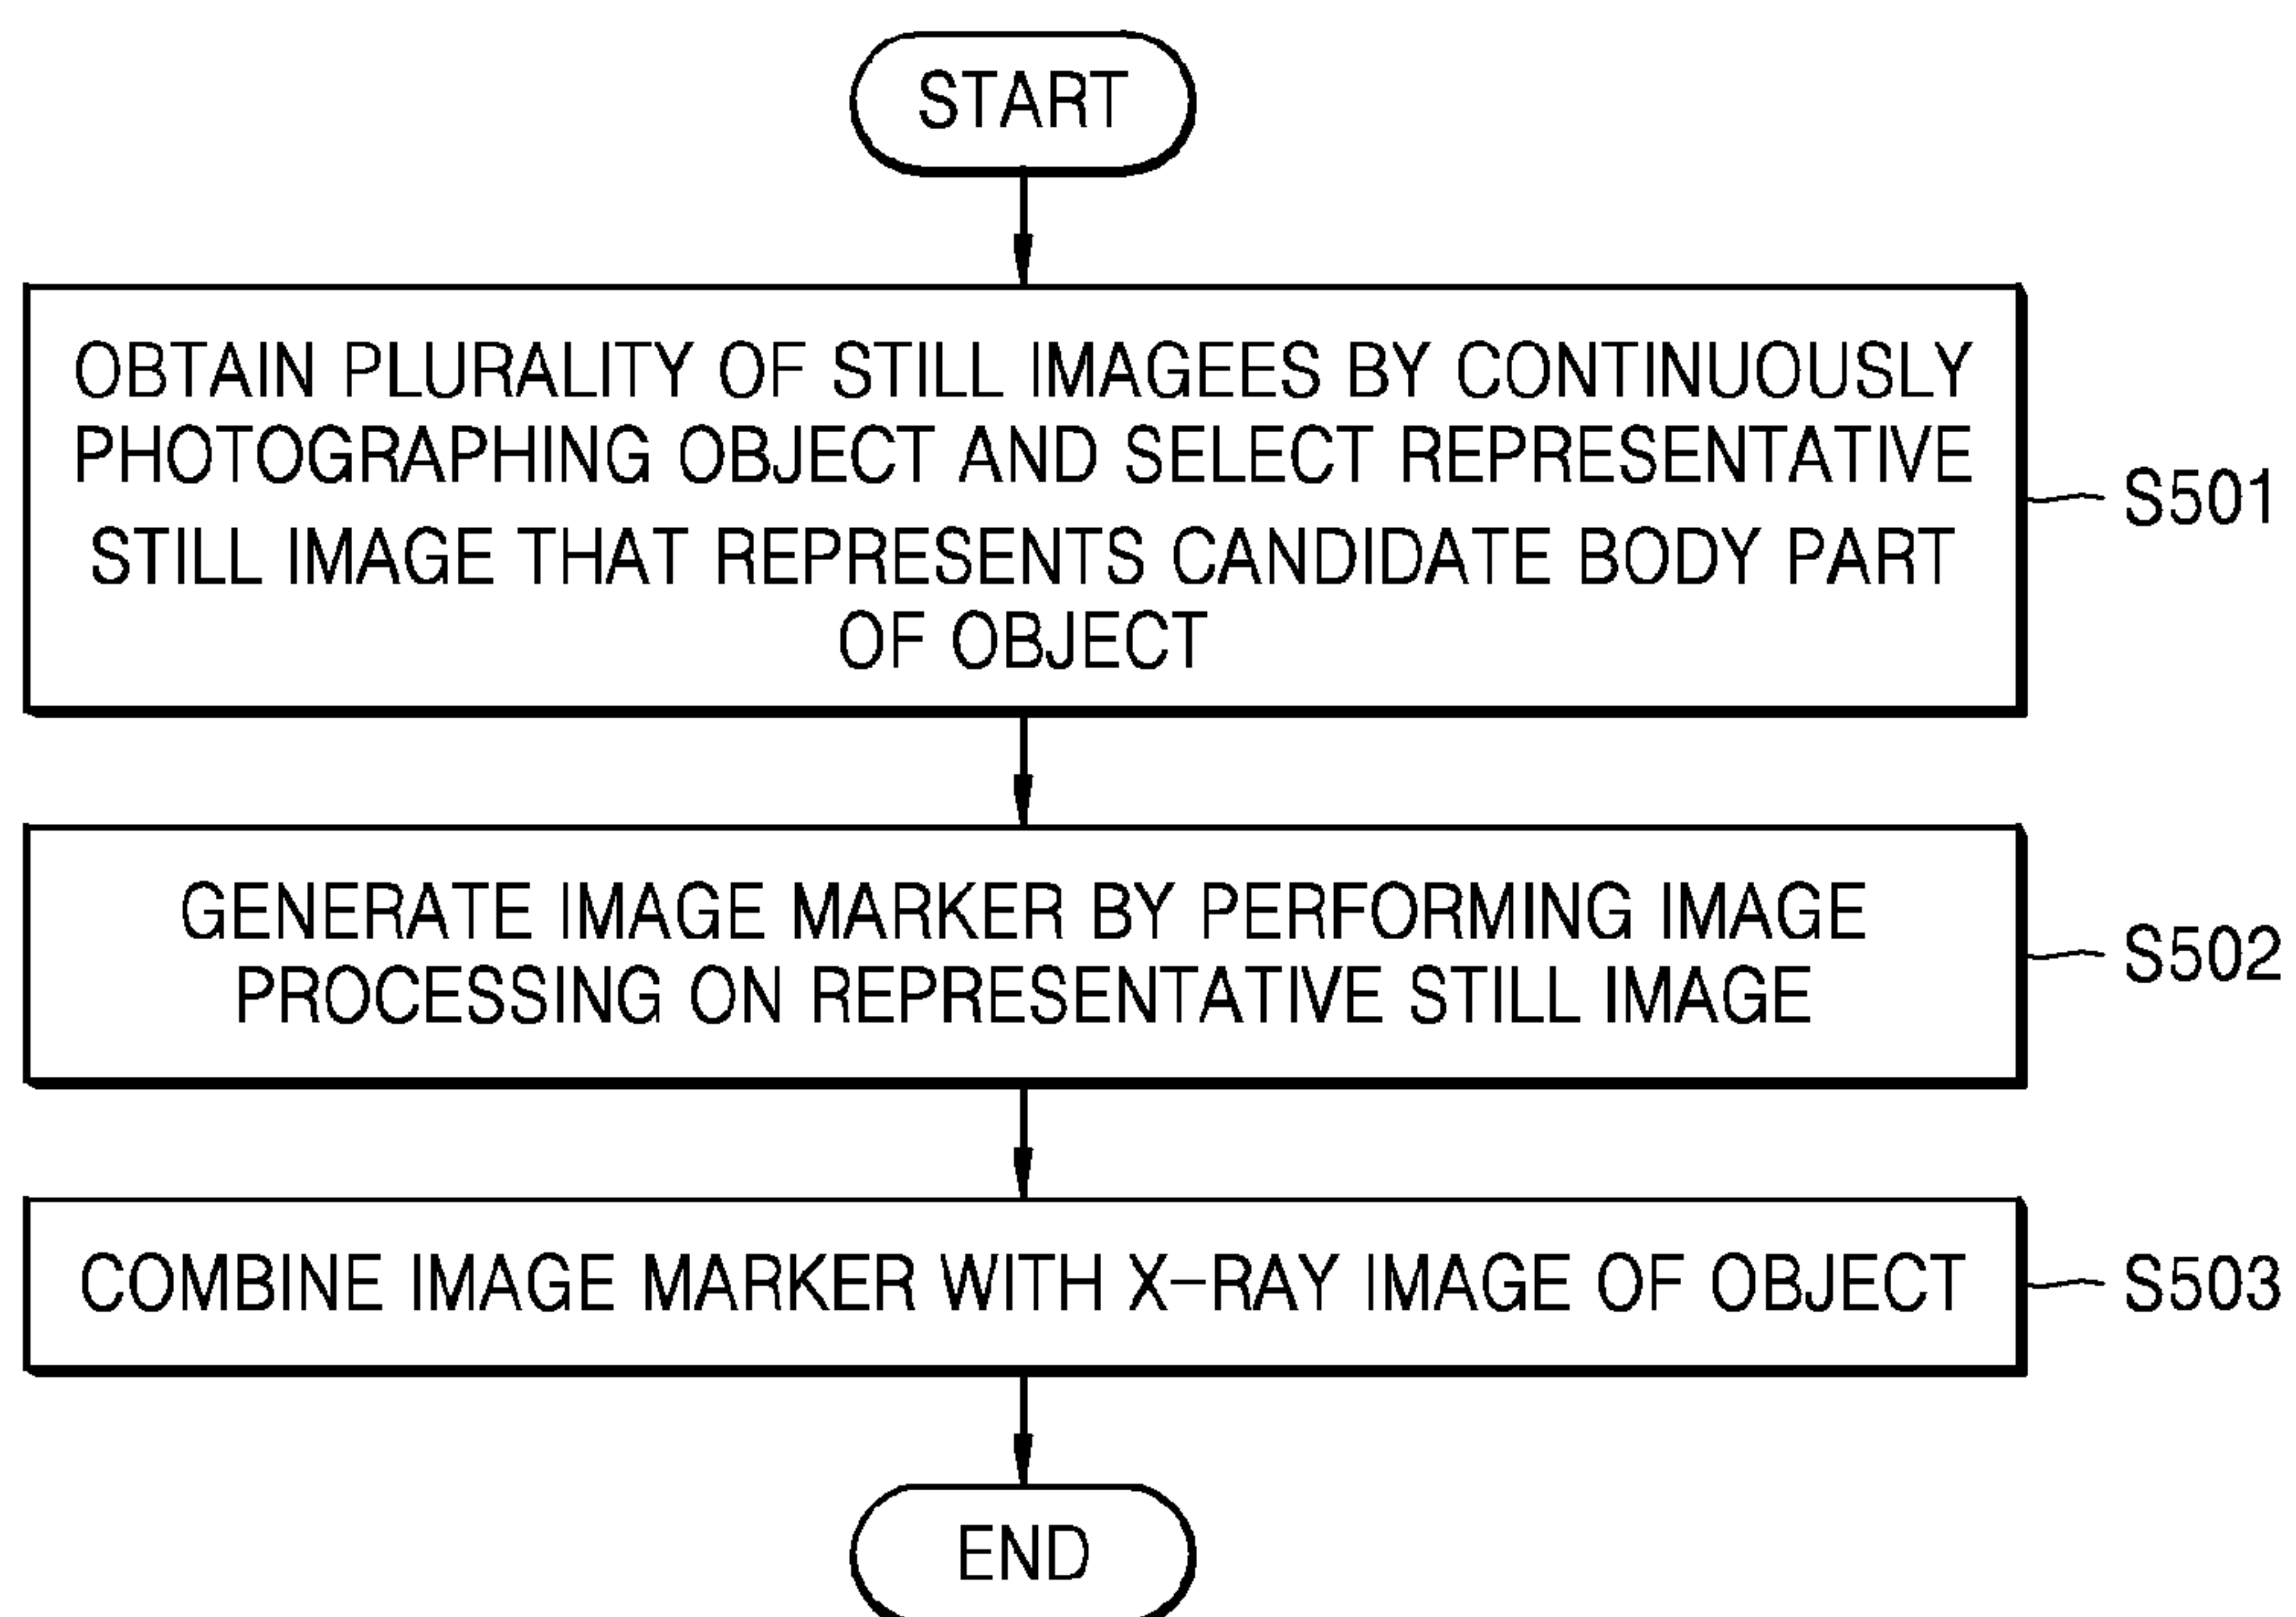 START
OBTAIN PLURALITY OF STILL IMAGEES BY CONTINUOUSLY
PHOTOGRAPHING OBJECT AND SELECT REPRESENTATIVE
STILL IMAGE THAT REPRESENTS CANDIDATE BODY PART
OF OBJECT
S501
GENERATE IMAGE MARKER BY PERFORMING IMAGE
PROCESSING ON REPRESENTATIVE STILL IMAGE
S502
COMBINE IMAGE MARKER WITH X-RAY IMAGE OF OBJECT
S503
END